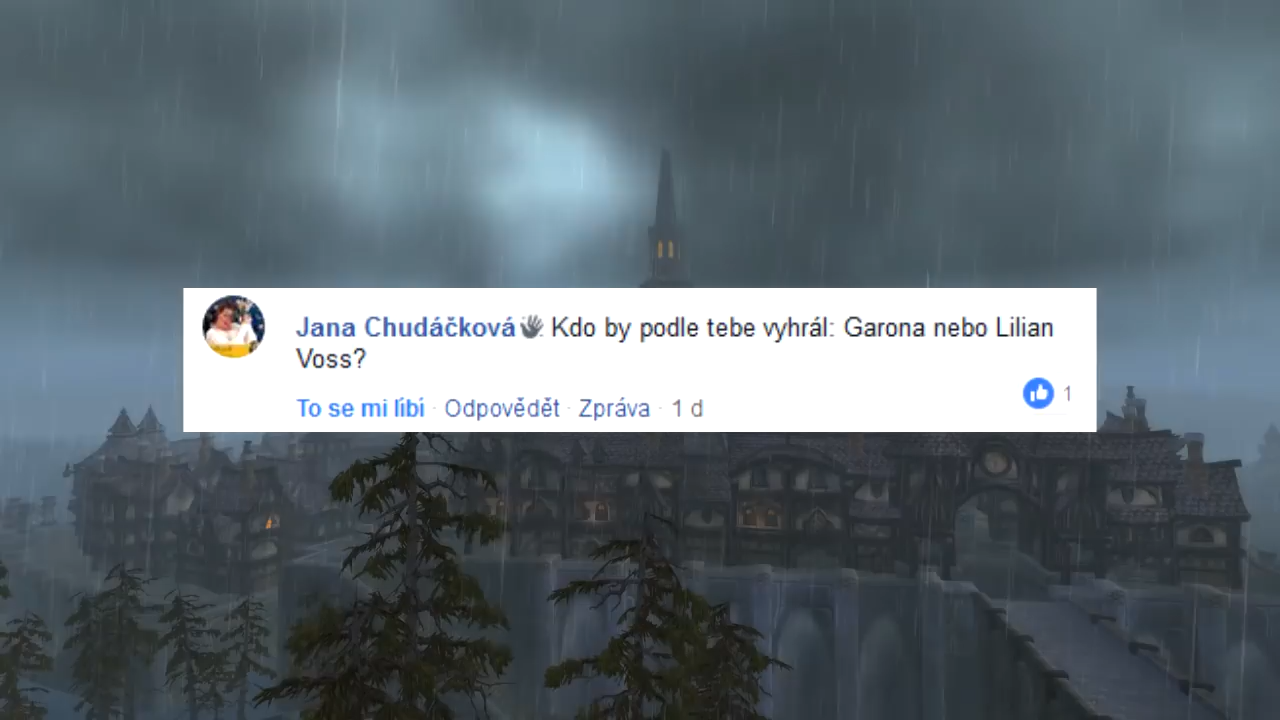 Jana Chudáčková Kdo by podle tebe vyhrál: Garona nebo Lilian
Voss?
To se mi líbí · Odpovědět · Zpráva · 1 d
1